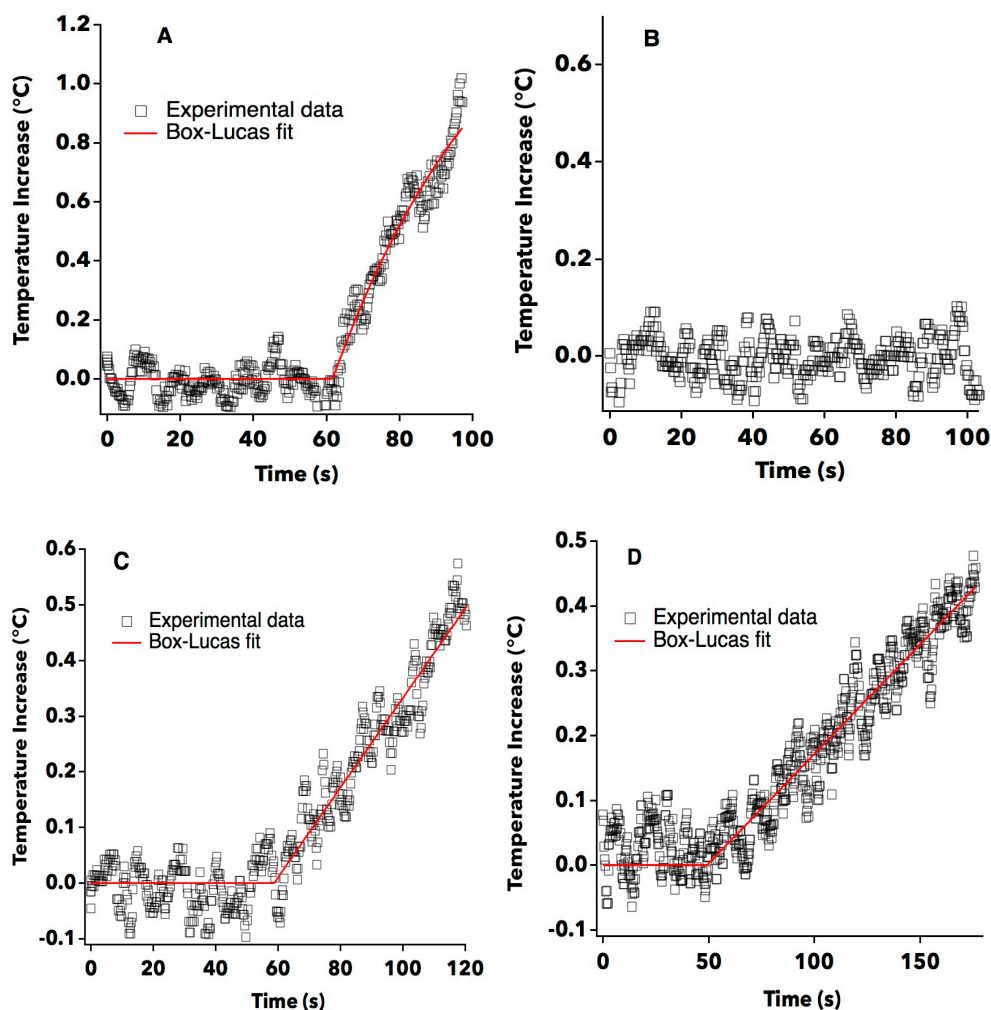 A
Temperature Increase (°C)
1.2
1.0
0.8
0.6
0.4
0.2
0.0
Experimental data
Box-Lucas fit
0 20 40 60 80 100
Time (s)
B
Temperature Increase (°C)
0.6
0.4
0.2
0.0
0 20 40 60 80 100
Time (s)
C
Temperature Increase (°C)
0.6
0.5
0.4
0.3
0.2
0.1
0.0
-0.1
Experimental data
Box-Lucas fit
0 20 40 60 80 100 120
Time (s)
D
Temperature Increase (°C)
0.5
0.4
0.3
0.2
0.1
0.0
-0.1
Experimental data
Box-Lucas fit
0 50 100 150
Time (s)